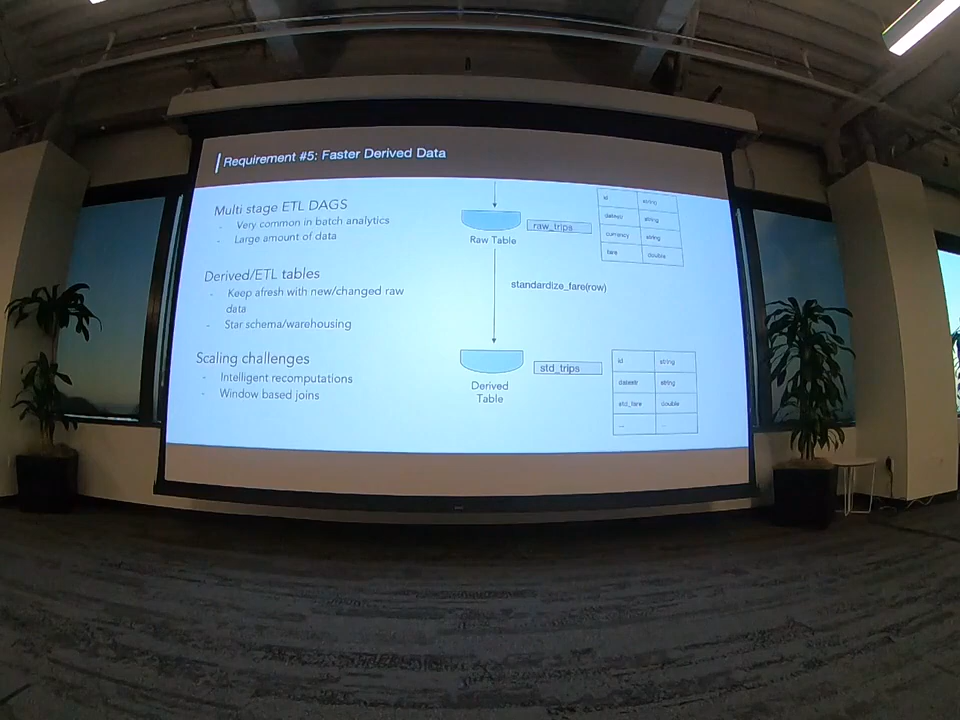 Requirement #5: Faster Derived Data
Multi stage ETL DAGS
- Very common in batch analytics
- Large amount of data
Derived/ETL tables
- Keep afresh with new/changed raw
data
- Star schema/warehousing
Scaling challenges
- Intelligent recomputations
- Window based joins
Raw Table
raw_trips
id string
datestr string
currency string
fare double
standardize_fare(row)
Derived
Table
std_trips
id string
datestr string
std_fare double
... ...